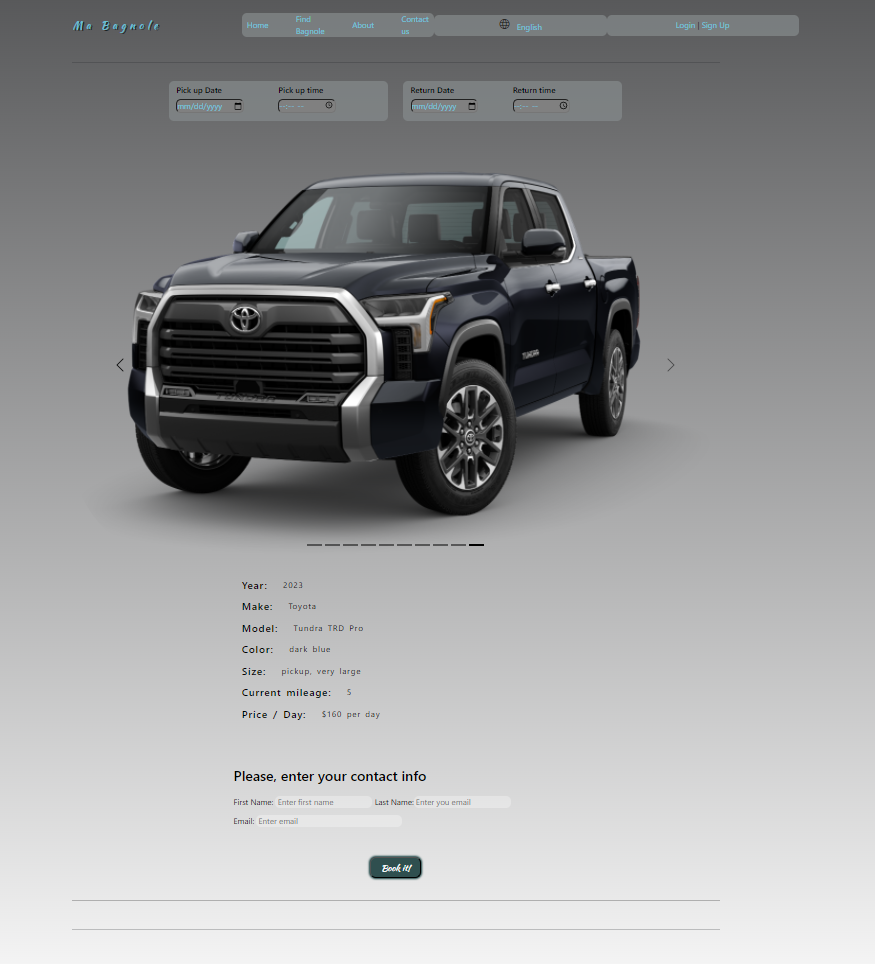 Ma Bagnole
Home
Find
Bagnole
About
Contact
us
English
Login | Sign Up
Pick up Date
Pick up time
Return Date
Return time
mm/dd/yyyy
--:-- --
mm/dd/yyyy
--:-- --
TUNDRA
TUNDRA
Year: 2023
Make: Toyota
Model: Tundra TRD Pro
Color: dark blue
Size: pickup, very large
Current mileage: 5
Price / Day: $160 per day
Please, enter your contact info
First Name: Enter first name Last Name: Enter you email
Email: Enter email
Book it!